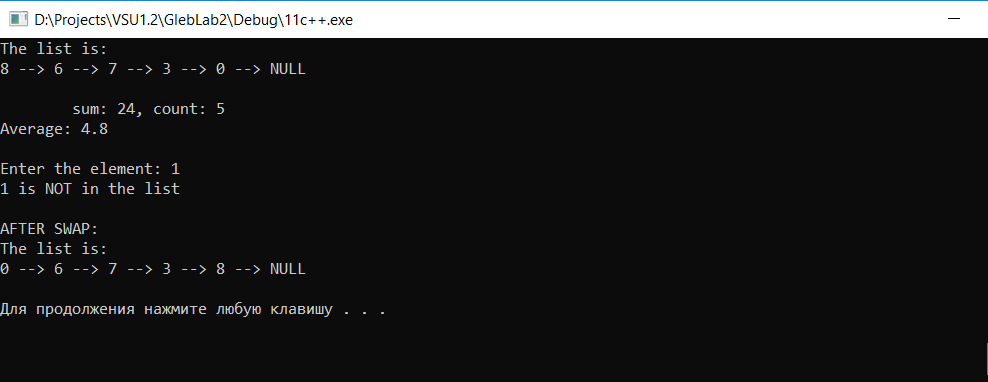 D:\Projects\VSU1.2\GlebLab2\Debug\11c++.exe
The list is:
8 --> 6 --> 7 --> 3 --> 0 --> NULL
sum: 24, count: 5
Average: 4.8
Enter the element: 1
1 is NOT in the list
AFTER SWAP:
The list is:
0 --> 6 --> 7 --> 3 --> 8 --> NULL
Для продолжения нажмите любую клавишу . . .